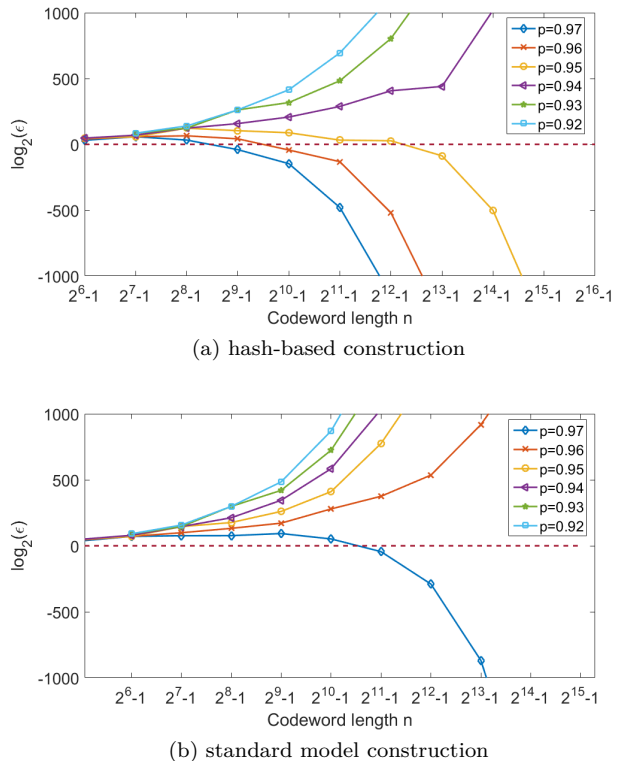 1000
500
0
-500
-1000
log2(ϵ)
p=0.97
p=0.96
p=0.95
p=0.94
p=0.93
p=0.92
2^6-1 2^7-1 2^8-1 2^9-1 2^10-1 2^11-1 2^12-1 2^13-1 2^14-1 2^15-1 2^16-1
Codeword length n
(a) hash-based construction
1000
500
0
-500
-1000
log2(ϵ)
p=0.97
p=0.96
p=0.95
p=0.94
p=0.93
p=0.92
2^6-1 2^7-1 2^8-1 2^9-1 2^10-1 2^11-1 2^12-1 2^13-1 2^14-1 2^15-1
Codeword length n
(b) standard model construction